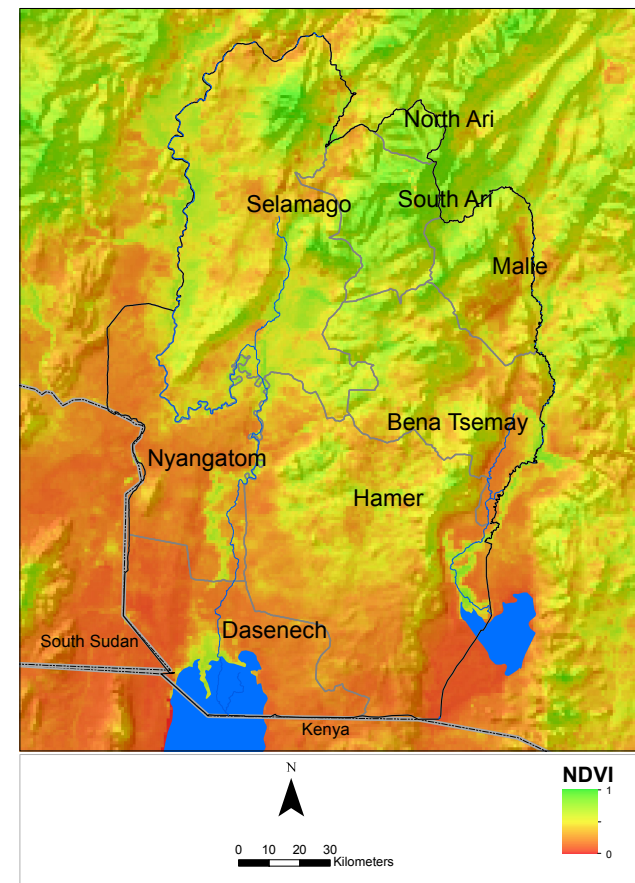 North Ari
South Ari
Selamago
Malle
Bena Tsemay
Nyangatom
Hamer
Dasenech
South Sudan
Kenya
N
NDVI
1
0
0 10 20 30
Kilometers